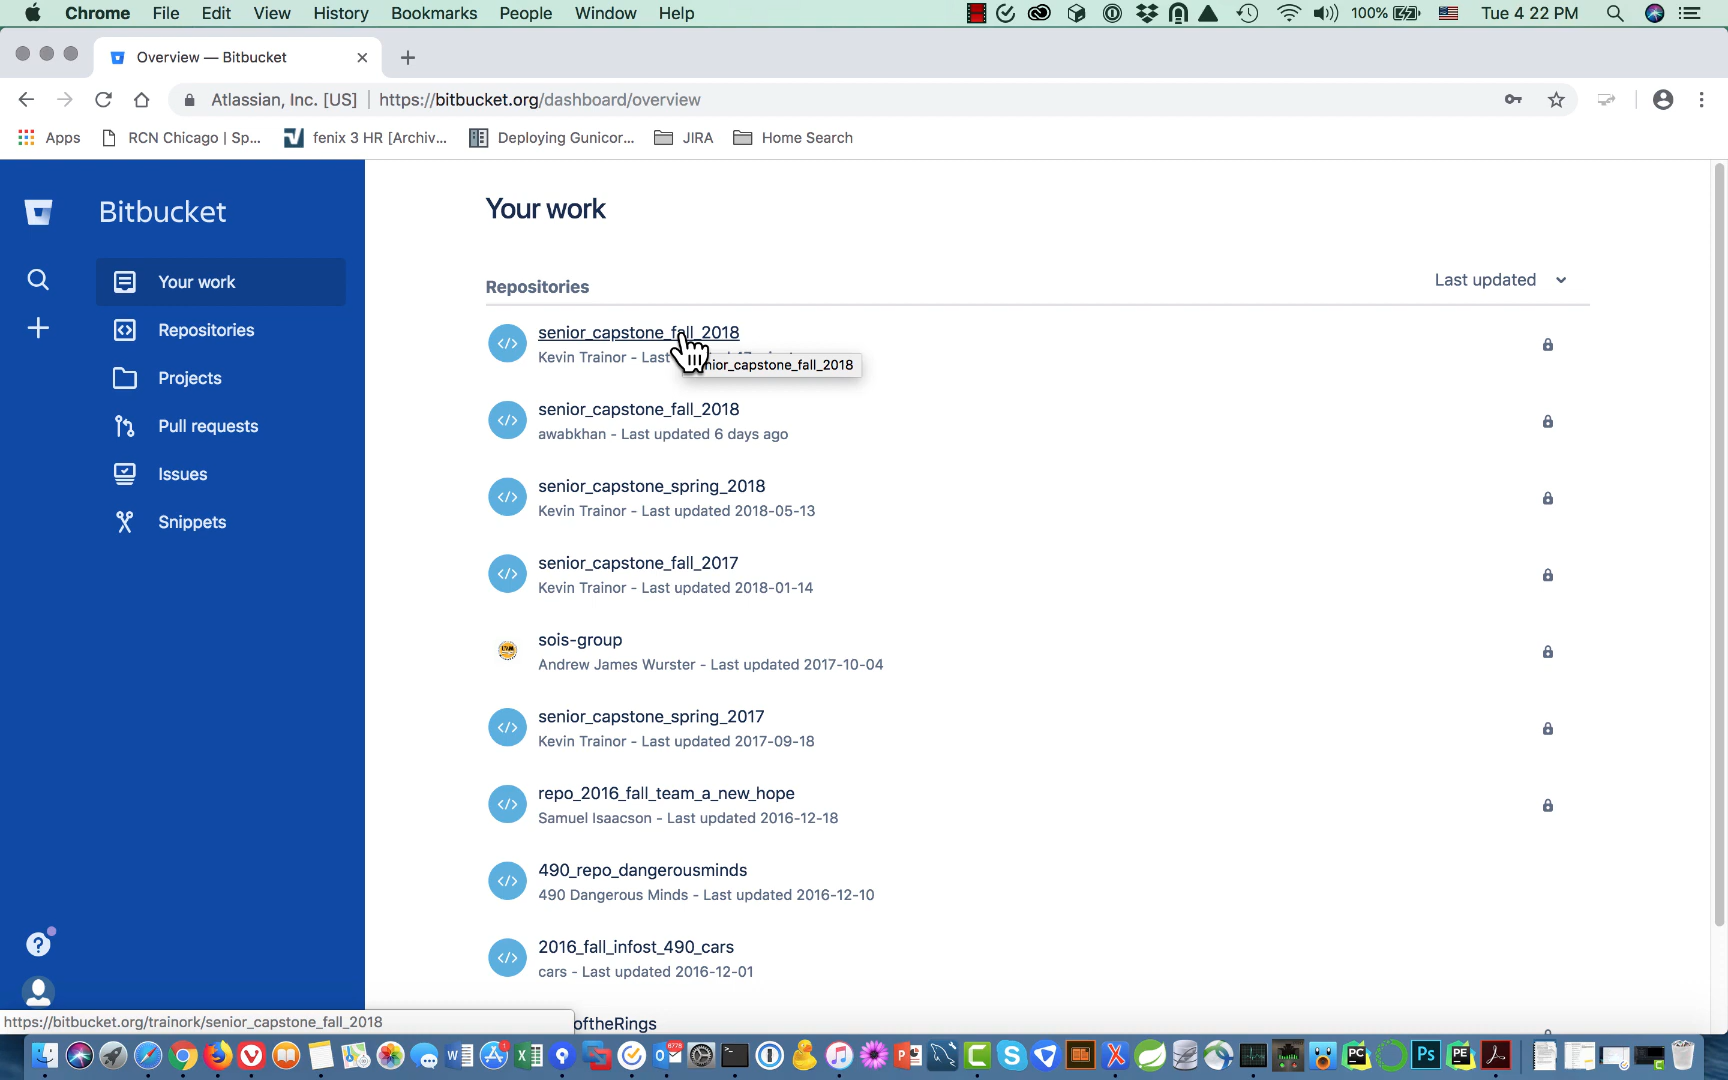 Chrome File Edit View History Bookmarks People Window Help 100% Tue 4 22 PM
Overview — Bitbucket
Atlassian, Inc. [US] https://bitbucket.org/dashboard/overview
Apps RCN Chicago | Sp... fenix 3 HR [Archiv... Deploying Gunicor... JIRA Home Search
Bitbucket
Your work
Repositories
Projects
Pull requests
Issues
Snippets
Your work
Repositories
Last updated
senior_capstone_fall_2018
Kevin Trainor - Last
senior_capstone_fall_2018
awabkhan - Last updated 6 days ago
senior_capstone_spring_2018
Kevin Trainor - Last updated 2018-05-13
senior_capstone_fall_2017
Kevin Trainor - Last updated 2018-01-14
sois-group
Andrew James Wurster - Last updated 2017-10-04
senior_capstone_spring_2017
Kevin Trainor - Last updated 2017-09-18
repo_2016_fall_team_a_new_hope
Samuel Isaacson - Last updated 2016-12-18
490_repo_dangerousminds
490 Dangerous Minds - Last updated 2016-12-10
2016_fall_infost_490_cars
cars - Last updated 2016-12-01
oftheRings
https://bitbucket.org/trainork/senior_capstone_fall_2018